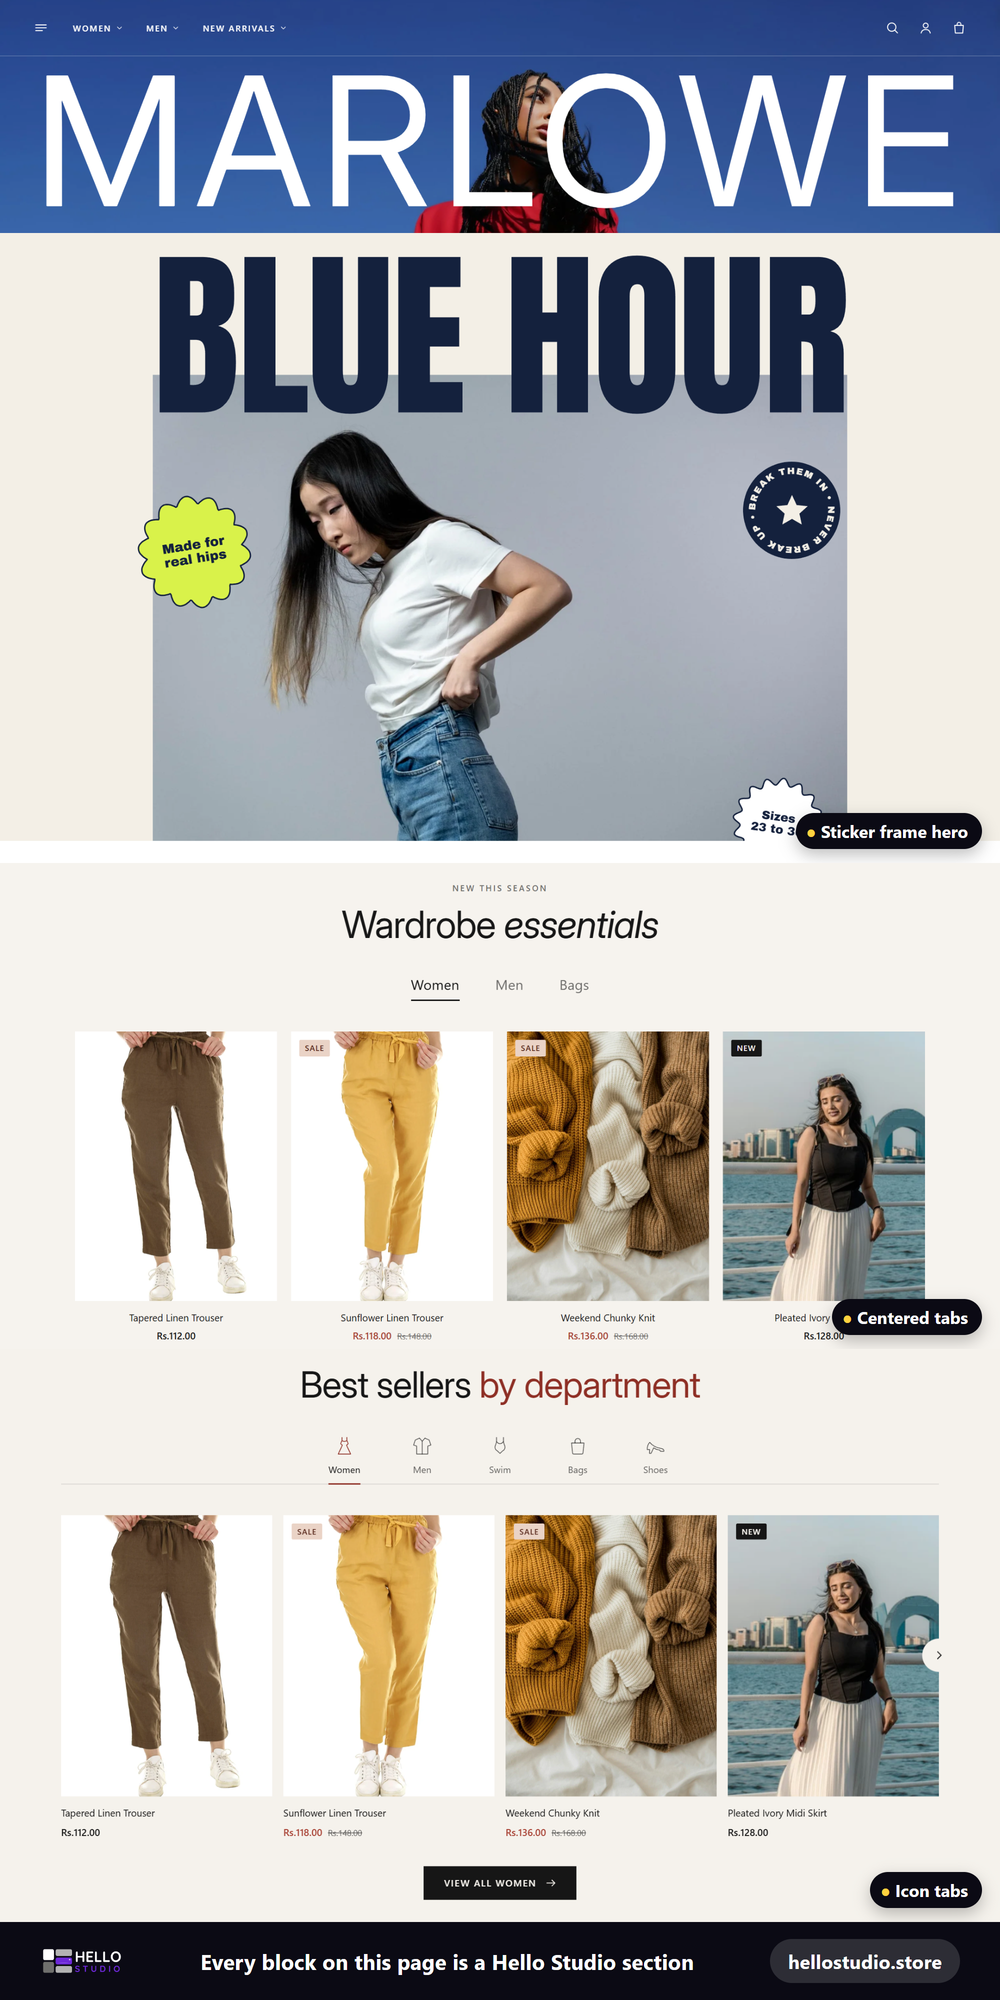 WOMEN MEN NEW ARRIVALS
MARLOWE
BLUE HOUR
BREAK THEM IN • NEVER BREAK UP •
Made for
real hips
Sizes
23 to
Sticker frame hero
NEW THIS SEASON
Wardrobe essentials
Women Men Bags
SALE SALE NEW
Tapered Linen Trouser Sunflower Linen Trouser Weekend Chunky Knit Pleated Ivory
Rs.112.00 Rs.118.00 Rs.148.00 Rs.136.00 Rs.168.00 Rs.128.00
Centered tabs
Best sellers by department
Women Men Swim Bags Shoes
SALE SALE NEW
Tapered Linen Trouser Sunflower Linen Trouser Weekend Chunky Knit Pleated Ivory Midi Skirt
Rs.112.00 Rs.118.00 Rs.148.00 Rs.136.00 Rs.168.00 Rs.128.00
VIEW ALL WOMEN
Icon tabs
HELLO
STUDIO
Every block on this page is a Hello Studio section
hellostudio.store